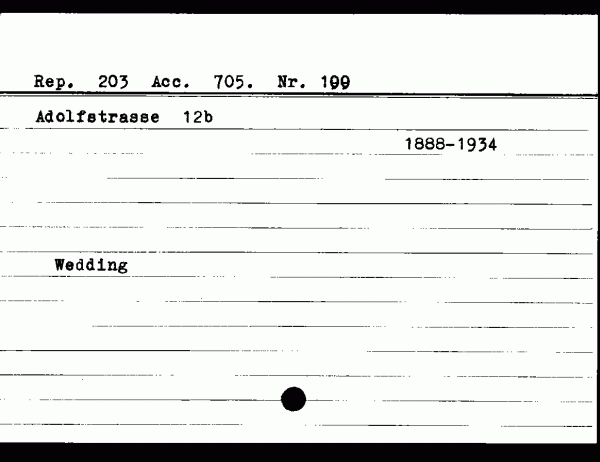 Rep. 203 Acc. 705. Nr. 199
Adolfstrasse 12b
1888-1934
Wedding